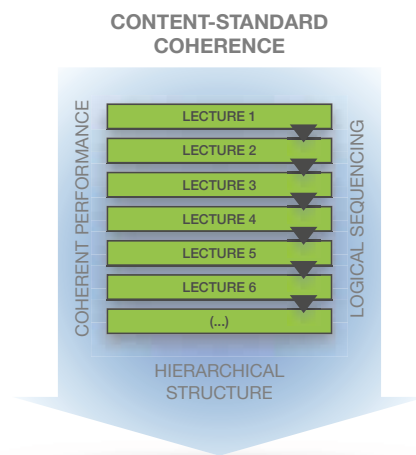 CONTENT-STANDARD
COHERENCE
COHERENT PERFORMANCE
LECTURE 1
LECTURE 2
LECTURE 3
LECTURE 4
LECTURE 5
LECTURE 6
(...)
LOGICAL SEQUENCING
HIERARCHICAL
STRUCTURE